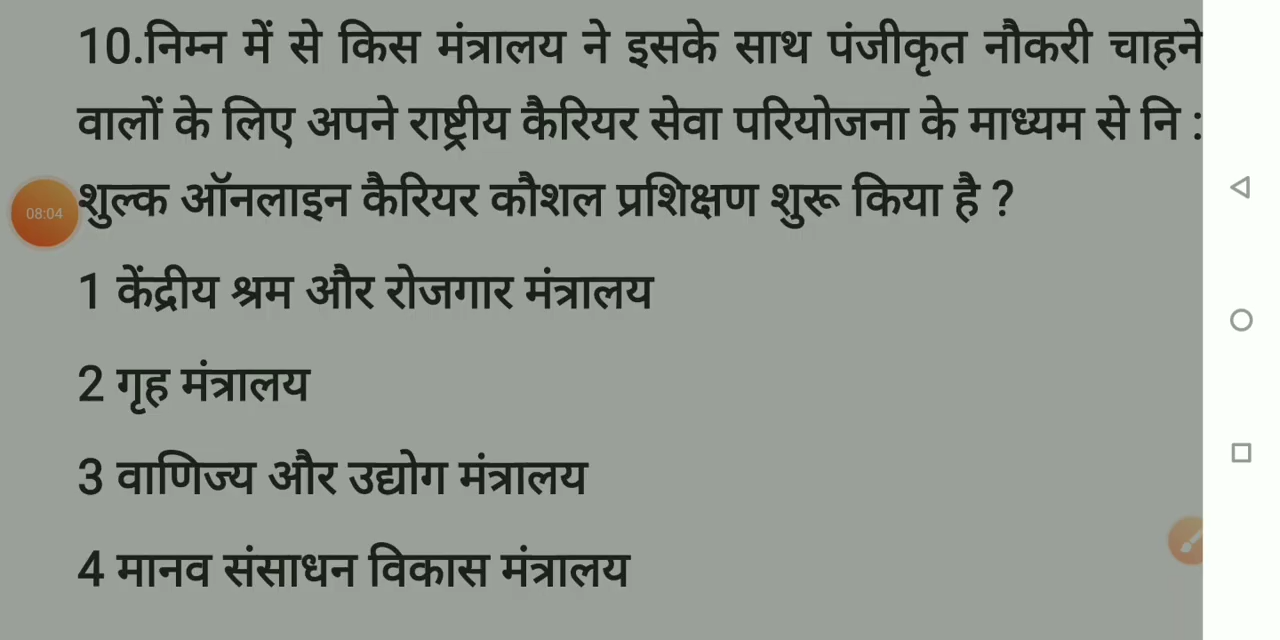 10.निम्न में से किस मंत्रालय ने इसके साथ पंजीकृत नौकरी चाहने
वालों के लिए अपने राष्ट्रीय कैरियर सेवा परियोजना के माध्यम से नि :
08:04
शुल्क ऑनलाइन कैरियर कौशल प्रशिक्षण शुरू किया है ?
1 केंद्रीय श्रम और रोजगार मंत्रालय
2 गृह मंत्रालय
3 वाणिज्य और उद्योग मंत्रालय
4 मानव संसाधन विकास मंत्रालय